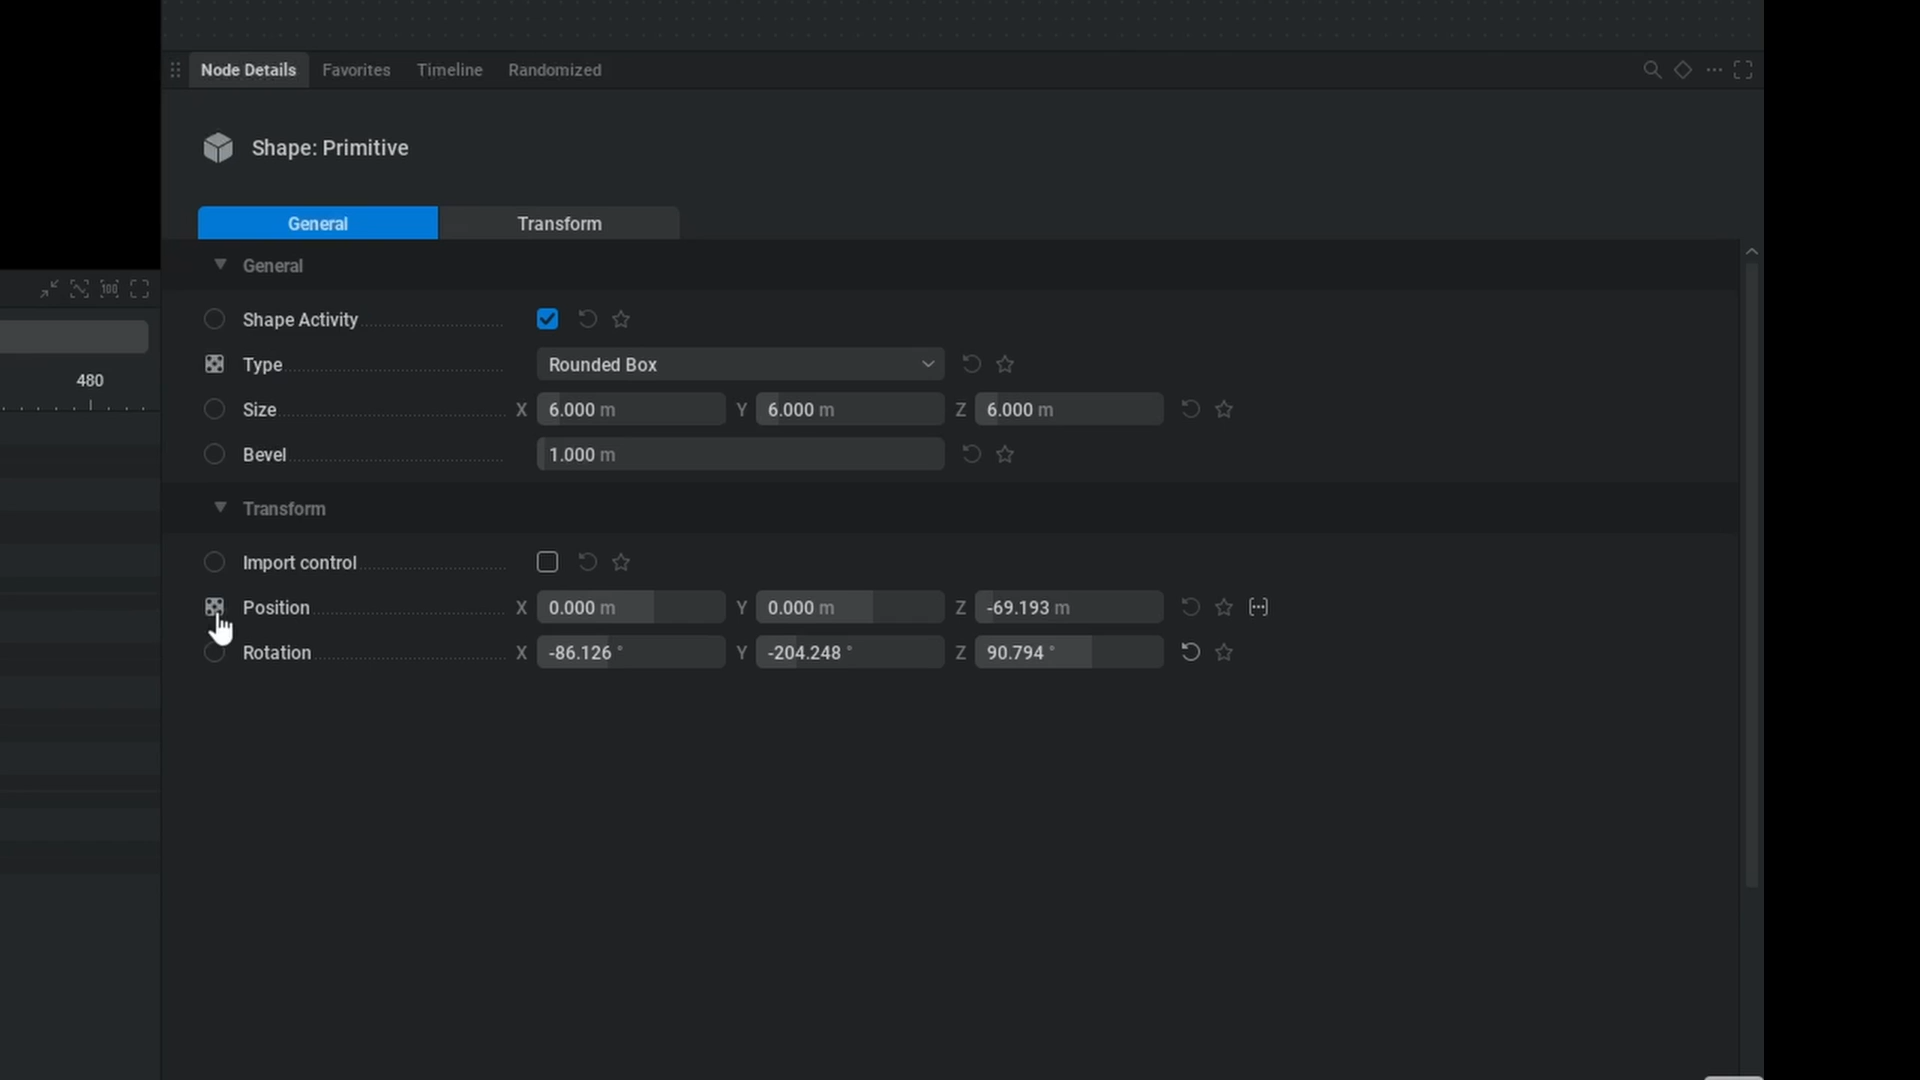 Node Details Favorites Timeline Randomized
Shape: Primitive
General Transform
General
100
Shape Activity
480
Type Rounded Box
Size X 6.000 m Y 6.000 m Z 6.000 m
Bevel 1.000 m
Transform
Import control
Position X 0.000 m Y 0.000 m Z -69.193 m
Rotation X -86.126 ° Y -204.248 ° Z 90.794 °